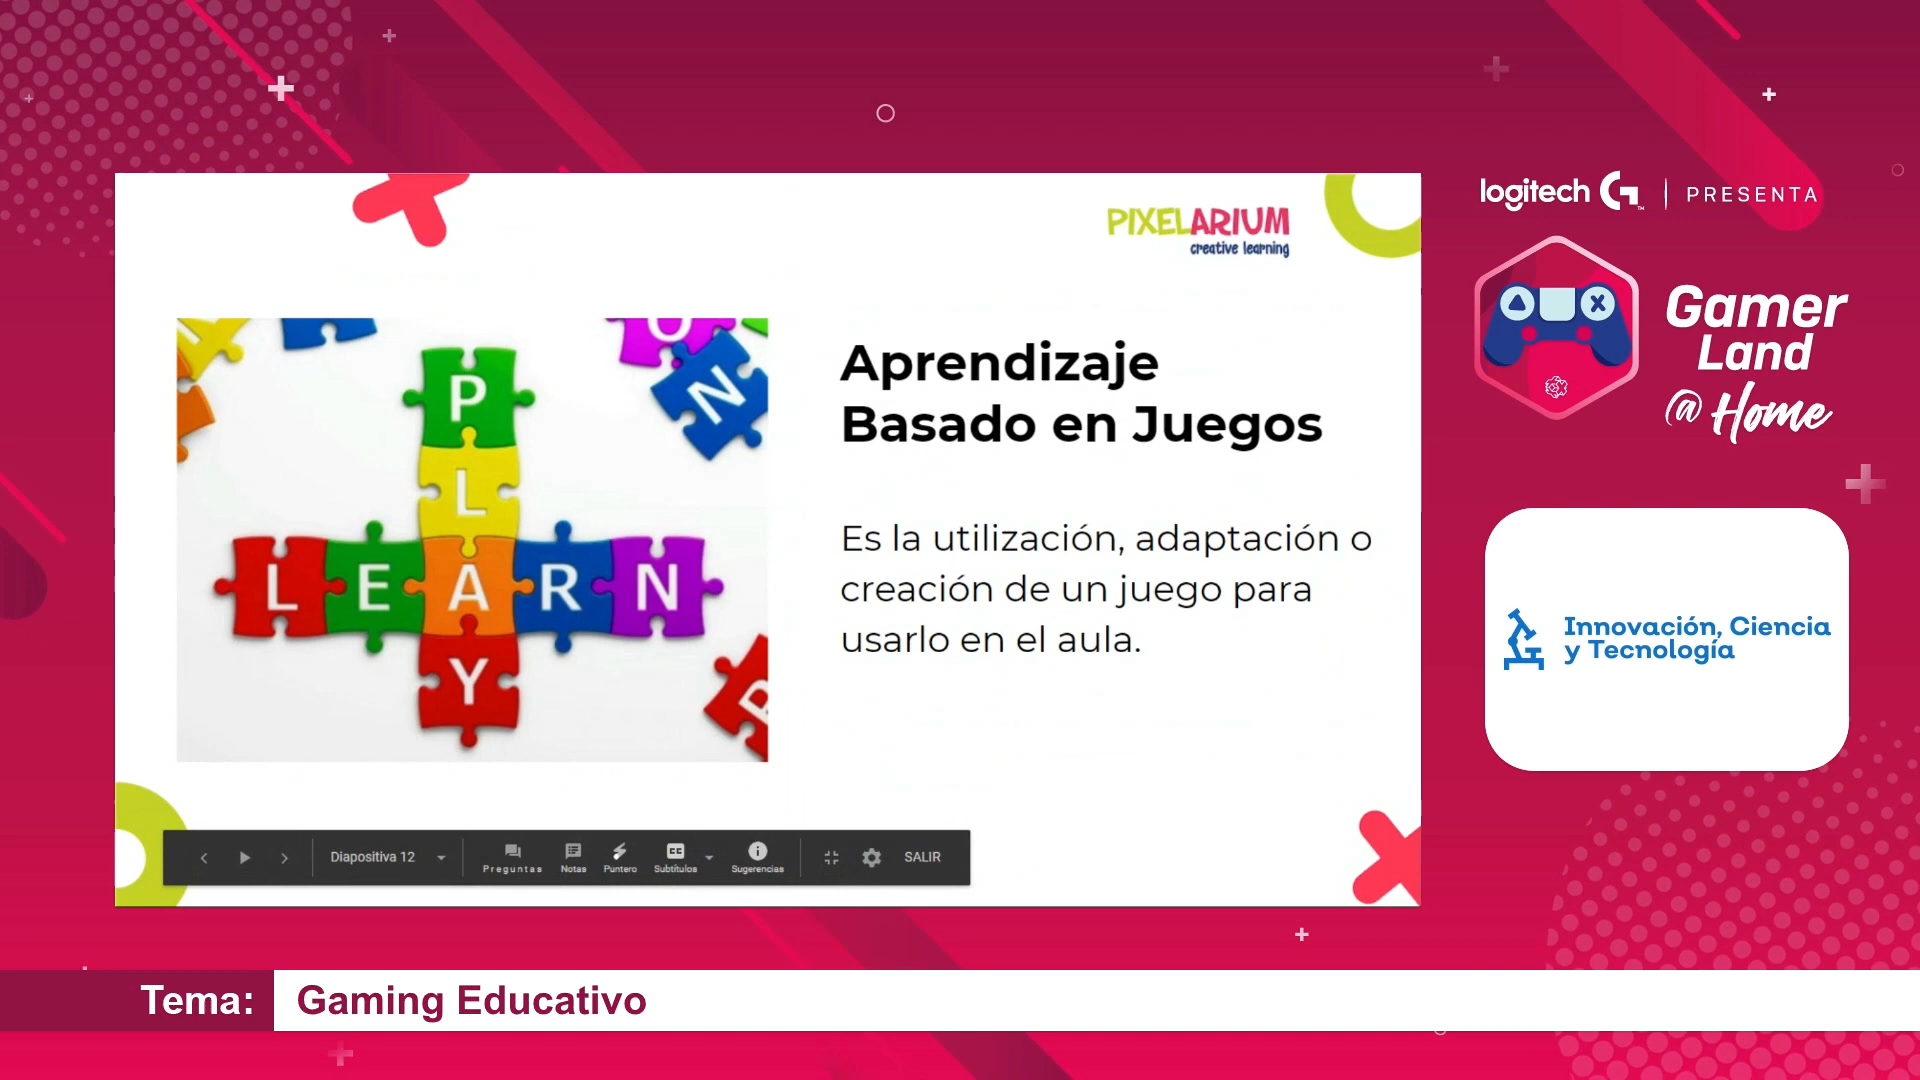 logitech G | PRESENTA
Gamer
Land
@ Home
PIXELARIUM
creative learning
Aprendizaje
Basado en Juegos
Es la utilización, adaptación o
creación de un juego para
usarlo en el aula.
P
L
LEARN
Y
N
Innovación, Ciencia
y Tecnología
Diapositiva 12
Preguntas
Notas
Puntero
Subtítulos
Sugerencias
SALIR
Tema: Gaming Educativo